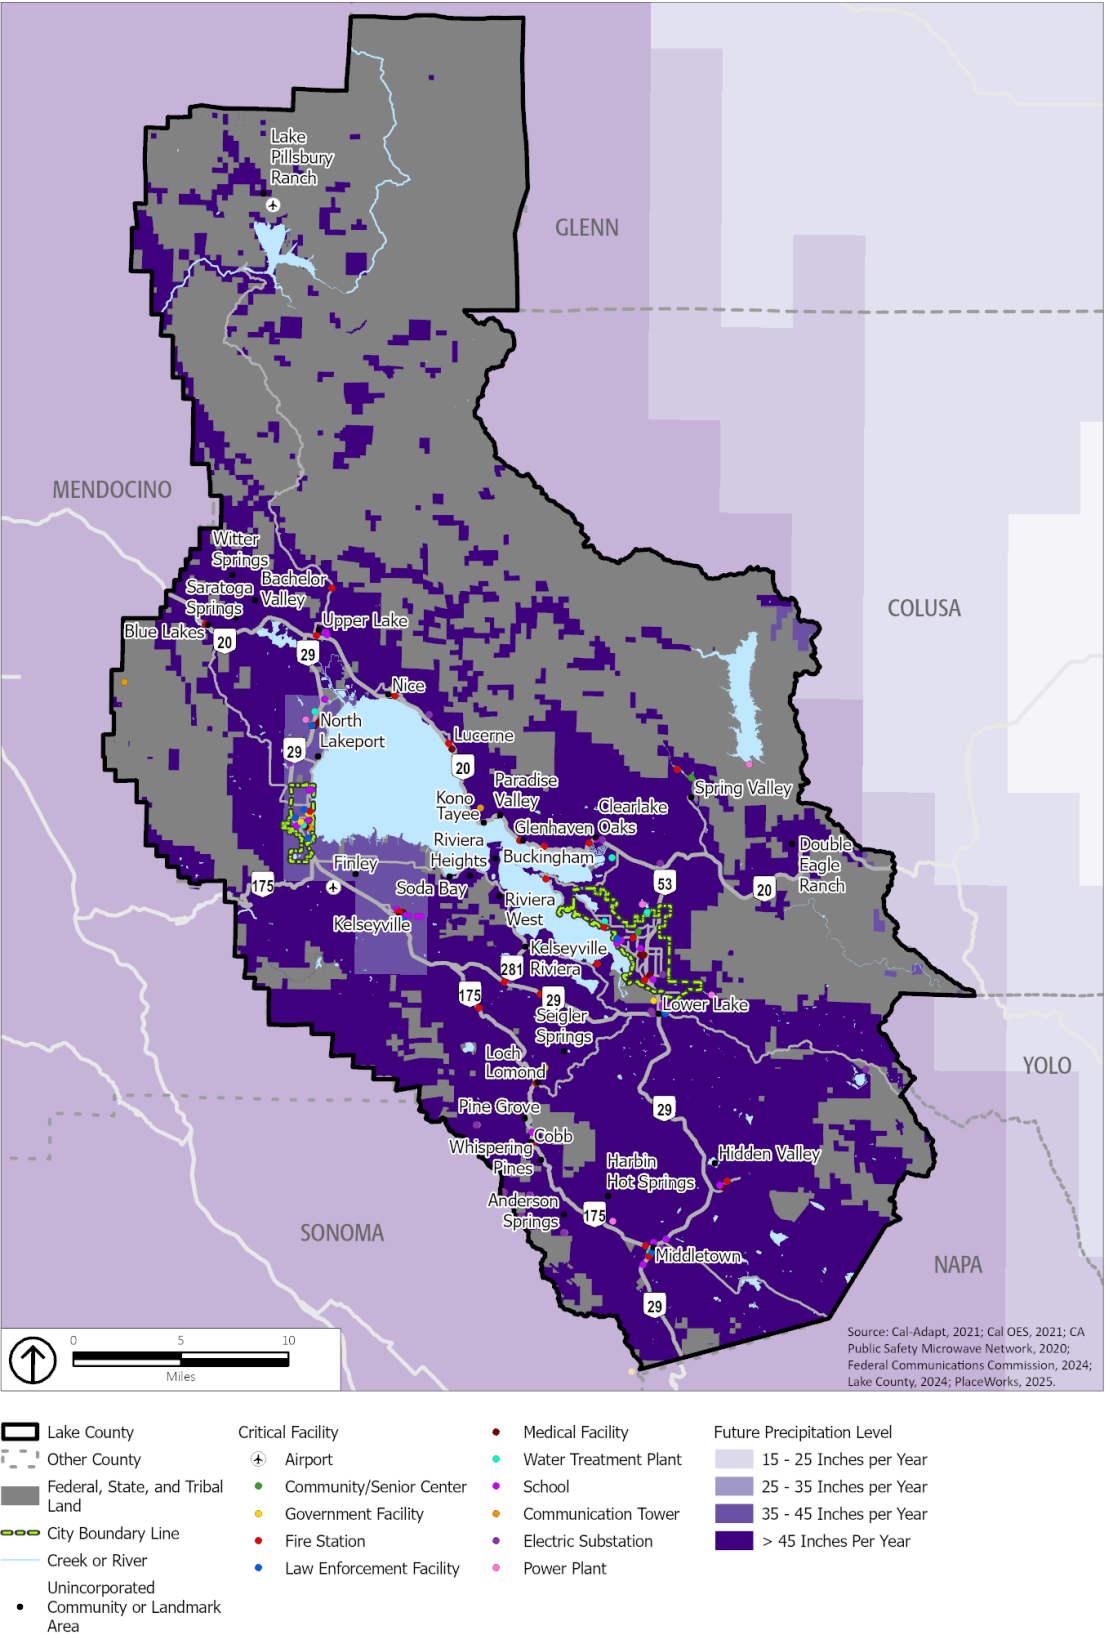 Lake
Pillsbury
Ranch
GLENN
MENDOCINO
Witter
Springs
Bachelor
Valley
Saratoga
Springs
COLUSA
Blue Lakes
20
Upper Lake
29
Nice
North
Lakeport
29
Lucerne
20
Paradise
Valley
Spring Valley
Kono
Tayee
Clearlake
Oaks
Glenhaven
Riviera
Heights
Buckingham
Double
Eagle
Ranch
Finley
175
Soda Bay
53
20
Riviera
West
Kelseyville
Kelseyville
Riviera
281
175
29
Lower Lake
Seigler
Springs
Loch
Lomond
YOLO
Pine Grove
29
Cobb
Whispering
Pines
Hidden Valley
Harbin
Hot Springs
Anderson
Springs
175
SONOMA
Middletown
NAPA
29
0 5 10
Miles
Source: Cal-Adapt, 2021; Cal OES, 2021; CA
Public Safety Microwave Network, 2020;
Federal Communications Commission, 2024;
Lake County, 2024; PlaceWorks, 2025.
Lake County
Other County
Federal, State, and Tribal
Land
City Boundary Line
Creek or River
Unincorporated
Community or Landmark
Area
Critical Facility
Airport
Community/Senior Center
Government Facility
Fire Station
Law Enforcement Facility
Medical Facility
Water Treatment Plant
School
Communication Tower
Electric Substation
Power Plant
Future Precipitation Level
15 - 25 Inches per Year
25 - 35 Inches per Year
35 - 45 Inches per Year
> 45 Inches Per Year